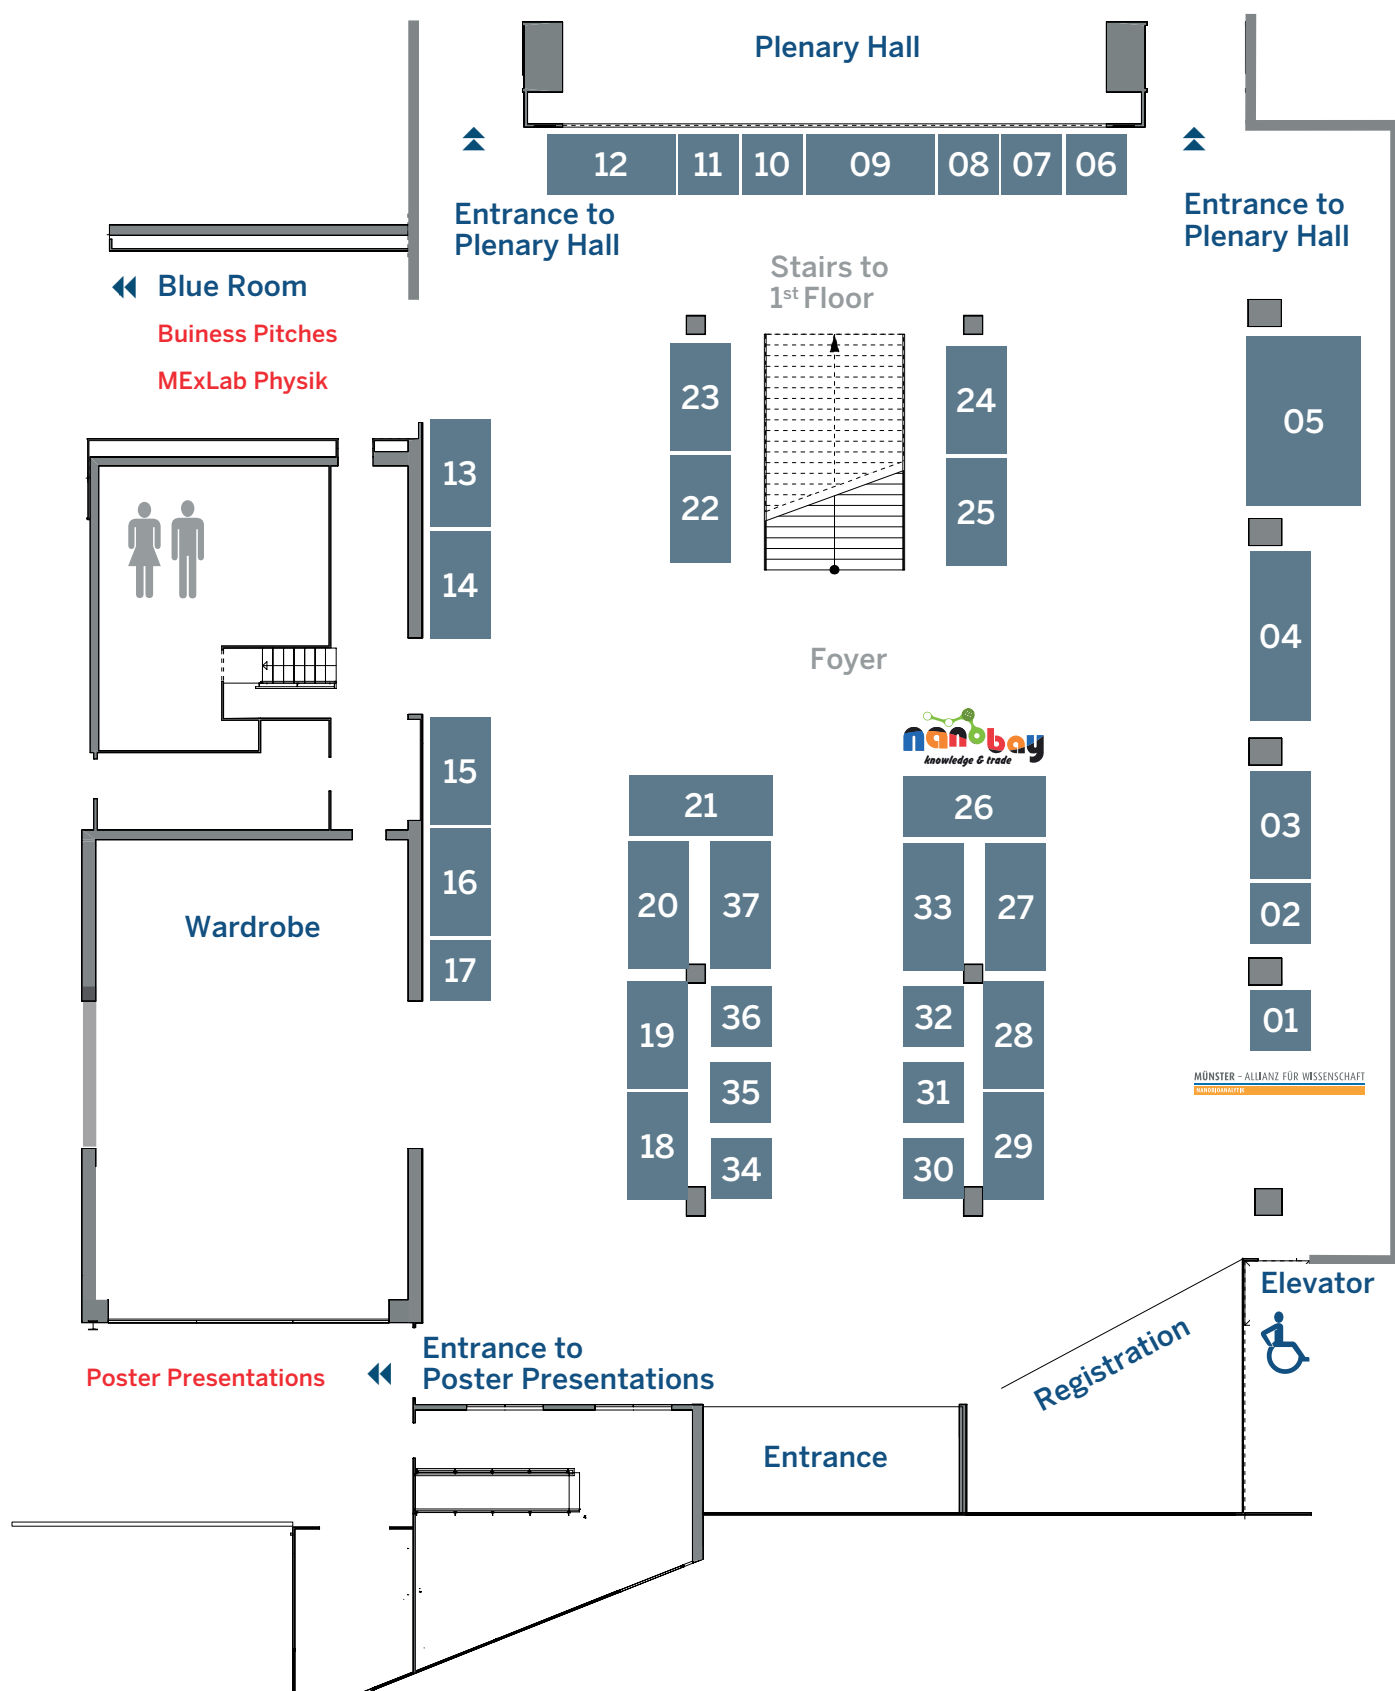 Plenary Hall
12 11 10 09 08 07 06
Entrance to
Plenary Hall
Entrance to
Plenary Hall
Stairs to
1st Floor
Blue Room
Buiness Pitches
MExLab Physik
23
24
05
13
22
25
14
04
Foyer
nanobay
knowledge & trade
15
21
26
03
16
20
37
33
27
02
Wardrobe
17
19
36
32
28
01
MÜNSTER – ALLIANZ FÜR WISSENSCHAFT
NANOBIOANALYTIK
35
31
18
34
30
29
Elevator
Registration
Entrance to
Poster Presentations
Poster Presentations
Entrance